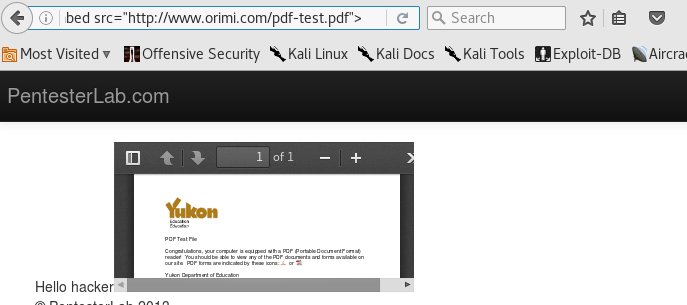 bed src="http://www.orimi.com/pdf-test.pdf">
Search
Most Visited
Offensive Security
Kali Linux
Kali Docs
Kali Tools
Exploit-DB
Aircrac
PentesterLab.com
1 of 1
Yukon
Education
Education
PDF Test File
Congratulations, your computer is equipped with a PDF (Portable Document Format)
reader! You should be able to view any of the PDF documents and forms available on
our site. PDF forms are indicated by these icons: or
Yukon Department of Education
Hello hacker
© PentesterLab 2013